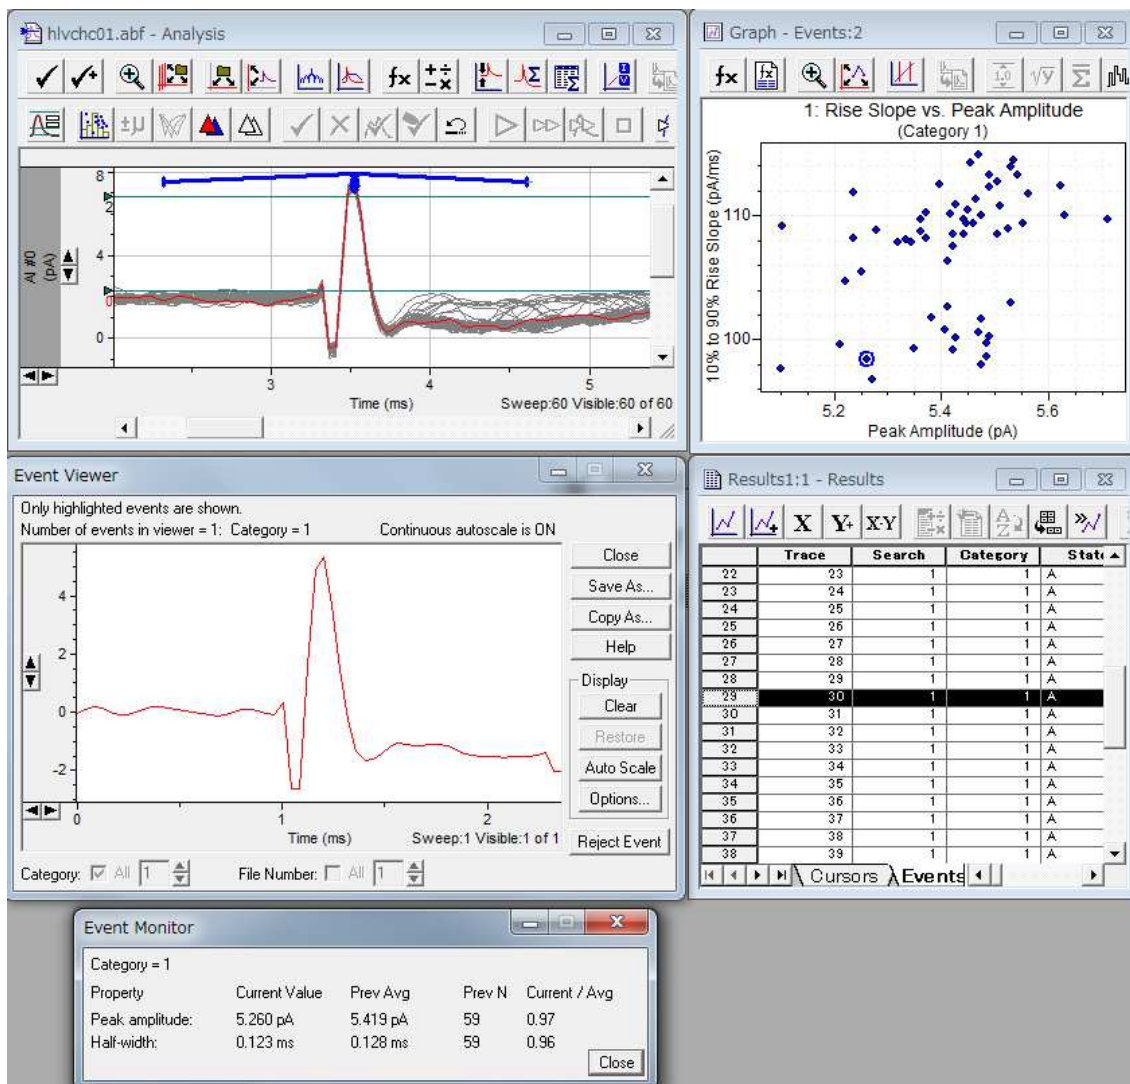 hlvchc01.abf - Analysis
fx
Σ
8
2
4
0
0
AI #0
(pA)
3 4 5
Time (ms) Sweep:60 Visible:60 of 60
Graph - Events:2
fx
1.0 √y Σ
1: Rise Slope vs. Peak Amplitude
(Category 1)
110
100
10% to 90% Rise Slope (pA/ms)
5.2 5.4 5.6
Peak Amplitude (pA)
Event Viewer
Only highlighted events are shown.
Number of events in viewer = 1: Category = 1 Continuous autoscale is ON
4
2
0
-2
0 1 2
Time (ms) Sweep:1 Visible:1 of 1
Category: All 1 File Number: All 1
Close
Save As...
Copy As...
Help
Display
Clear
Restore
Auto Scale
Options...
Reject Event
Results1:1 - Results
X Y+ X-Y
Trace Search Category State
22 23 1 1 A
23 24 1 1 A
24 25 1 1 A
25 26 1 1 A
26 27 1 1 A
27 28 1 1 A
28 29 1 1 A
29 30 1 1 A
30 31 1 1 A
31 32 1 1 A
32 33 1 1 A
33 34 1 1 A
34 35 1 1 A
35 36 1 1 A
36 37 1 1 A
37 38 1 1 A
38 39 1 1 A
Cursors Events
Event Monitor
Category = 1
Property Current Value Prev Avg Prev N Current / Avg
Peak amplitude: 5.260 pA 5.419 pA 59 0.97
Half-width: 0.123 ms 0.128 ms 59 0.96
Close